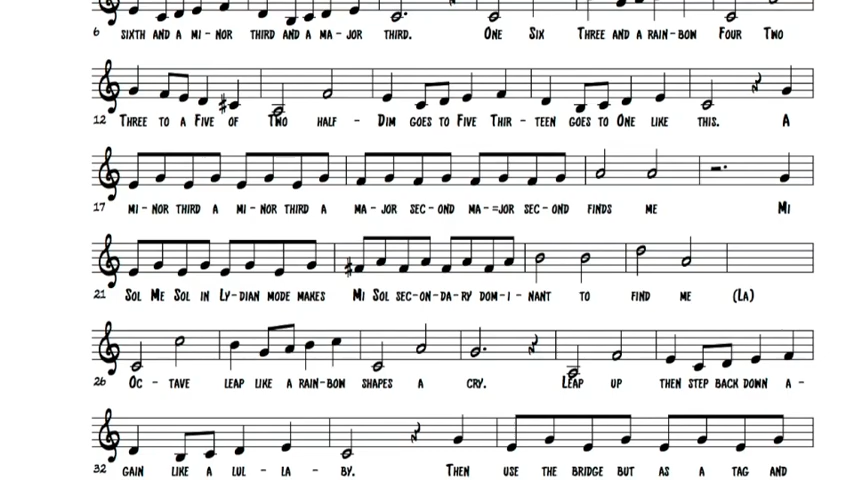 6 SIXTH AND A MI - NOR THIRD AND A MA - JOR THIRD. ONE SIX THREE AND A RAIN - BOW FOUR TWO
12 THREE TO A FIVE OF TWO HALF - DIM GOES TO FIVE THIR - TEEN GOES TO ONE LIKE THIS. A
17 MI - NOR THIRD A MI - NOR THIRD A MA - JOR SEC - OND MA -=JOR SEC - OND FINDS ME MI
21 SOL ME SOL IN LY - DIAN MODE MAKES MI SOL SEC - ON - DA - RY DOM - I - NANT TO FIND ME (LA)
26 OC - TAVE LEAP LIKE A RAIN - BOW SHAPES A CRY. LEAP UP THEN STEP BACK DOWN A -
32 GAIN LIKE A LUL - LA - BY. THEN USE THE BRIDGE BUT AS A TAG AND